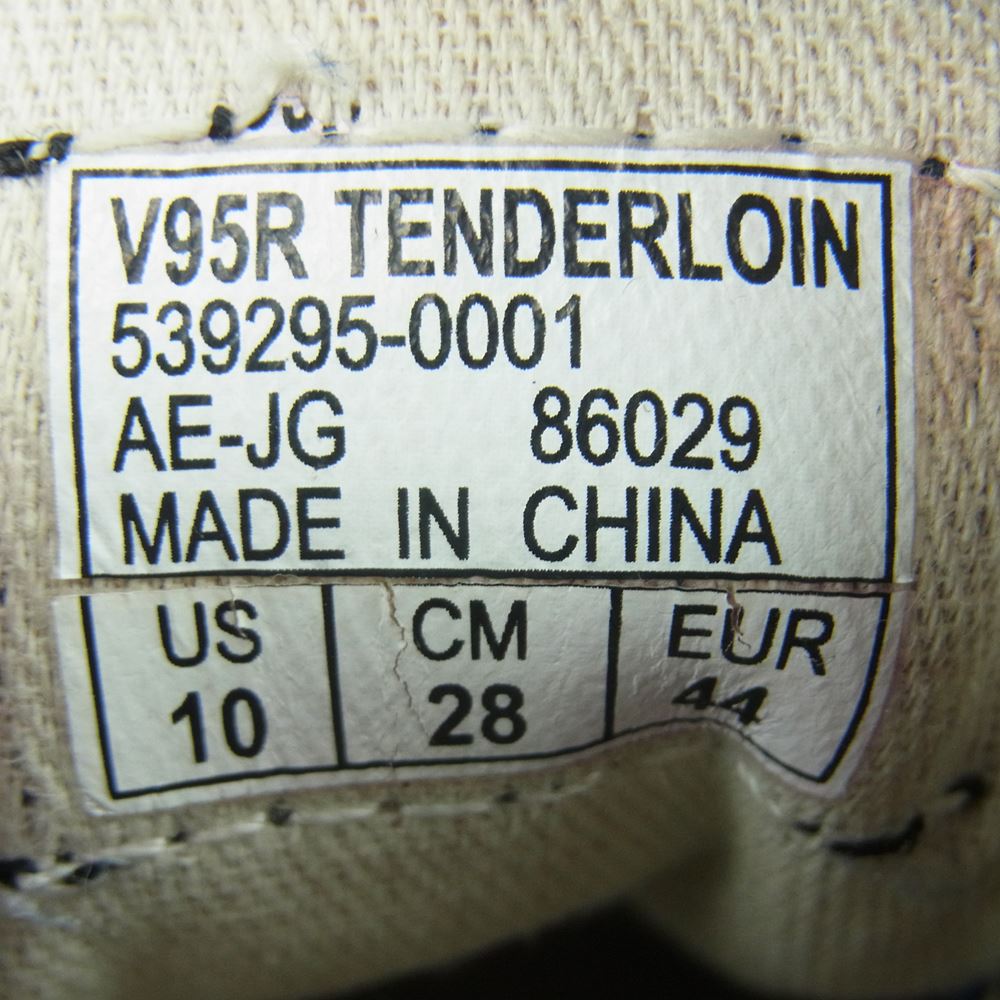 V95R TENDERLOIN
539295-0001
AE-JG 86029
MADE IN CHINA
US CM EUR
10 28 44